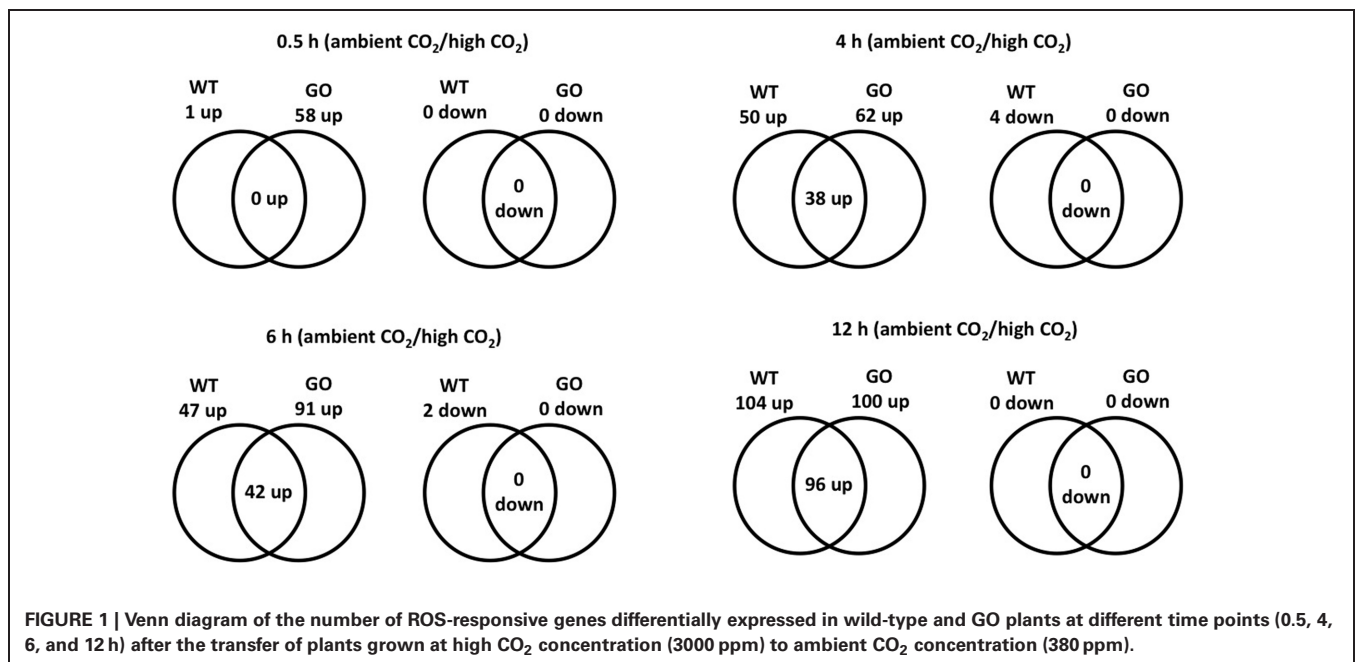 0.5 h (ambient CO₂/high CO₂)
WT
1 up
GO
58 up
0 up
WT
0 down
GO
0 down
0
down
4 h (ambient CO₂/high CO₂)
WT
50 up
GO
62 up
38 up
WT
4 down
GO
0 down
0
down
6 h (ambient CO₂/high CO₂)
WT
47 up
GO
91 up
42 up
WT
2 down
GO
0 down
0
down
12 h (ambient CO₂/high CO₂)
WT
104 up
GO
100 up
96 up
WT
0 down
GO
0 down
0
down
FIGURE 1 | Venn diagram of the number of ROS-responsive genes differentially expressed in wild-type and GO plants at different time points (0.5, 4,
6, and 12 h) after the transfer of plants grown at high CO₂ concentration (3000 ppm) to ambient CO₂ concentration (380 ppm).